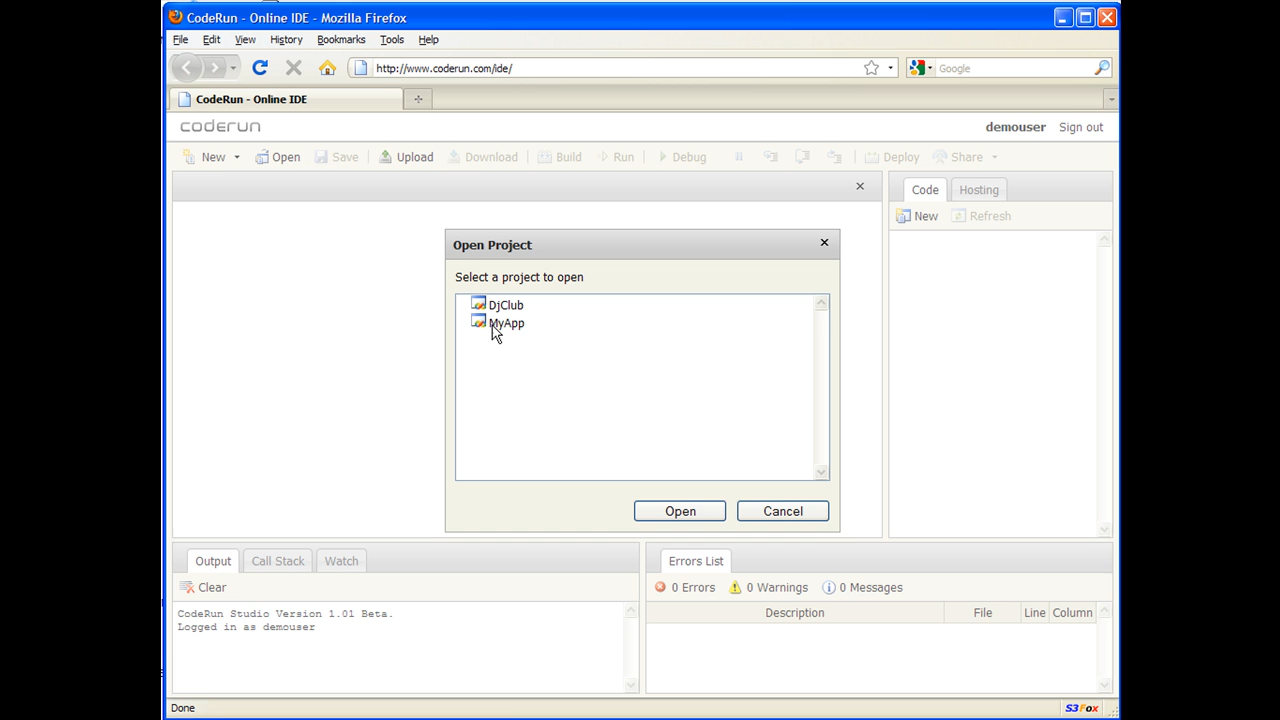 CodeRun - Online IDE - Mozilla Firefox
File Edit View History Bookmarks Tools Help
http://www.coderun.com/ide/ Google
CodeRun - Online IDE
coderun demouser Sign out
New Open Save Upload Download Build Run Debug Deploy Share
Code Hosting
New Refresh
Open Project
Select a project to open
DjClub
MyApp
Open Cancel
Output Call Stack Watch Errors List
Clear 0 Errors 0 Warnings 0 Messages
Description File Line Column
CodeRun Studio Version 1.01 Beta.
Logged in as demouser
Done S3Fox